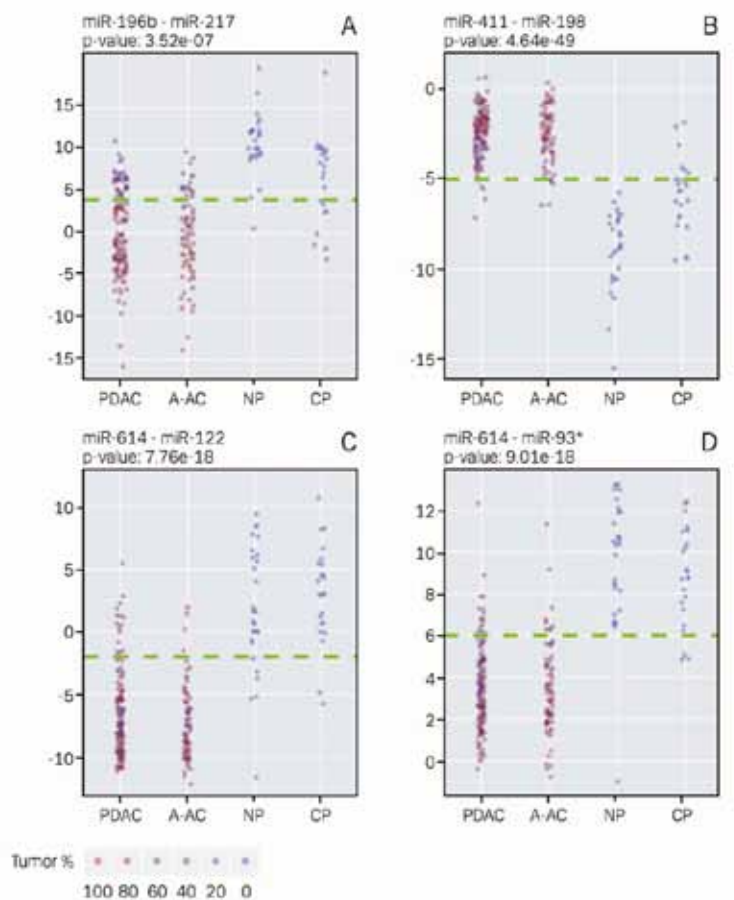 miR-196b - miR-217
p-value: 3.52e-07
A
15
10
5
0
-5
-10
-15
PDAC
A-AC
NP
CP
miR-411 - miR-198
p-value: 4.64e-49
B
0
-5
-10
-15
PDAC
A-AC
NP
CP
miR-614 - miR-122
p-value: 7.76e-18
C
10
5
0
-5
-10
PDAC
A-AC
NP
CP
miR-614 - miR-93*
p-value: 9.01e-18
D
12
10
8
6
4
2
0
PDAC
A-AC
NP
CP
Tumor %
100 80 60 40 20 0